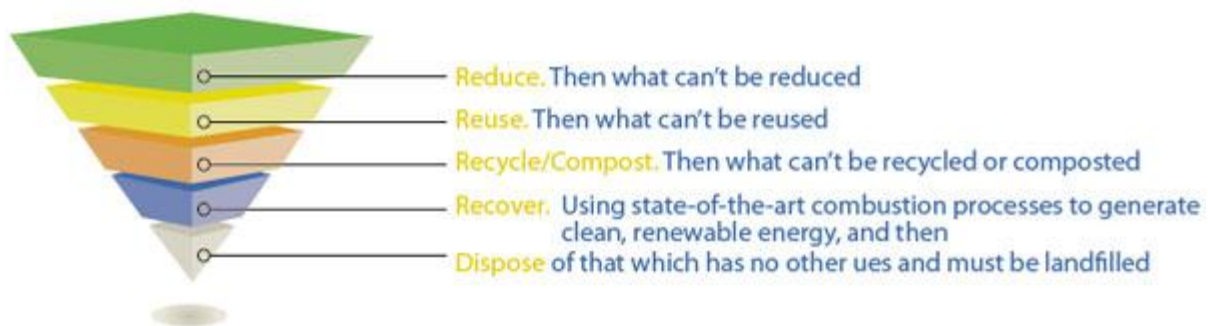 Reduce. Then what can't be reduced
Reuse. Then what can't be reused
Recycle/Compost. Then what can't be recycled or composted
Recover. Using state-of-the-art combustion processes to generate
clean, renewable energy, and then
Dispose of that which has no other ues and must be landfilled